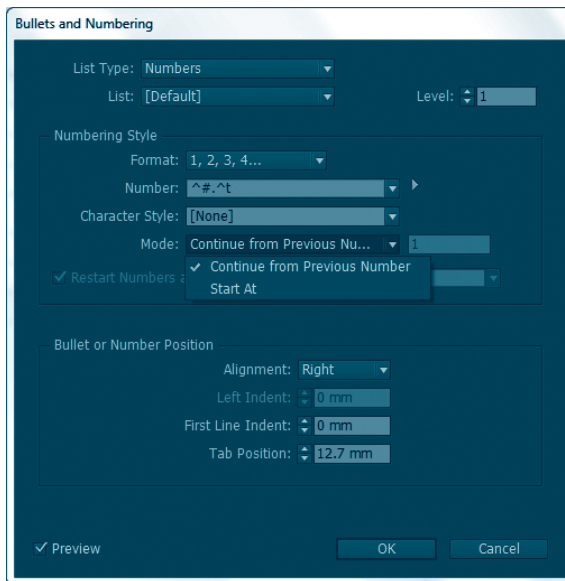 Bullets and Numbering
List Type: Numbers
List: [Default] Level: 1
Numbering Style
Format: 1, 2, 3, 4...
Number: ^#.^t
Character Style: [None]
Mode: Continue from Previous Nu... 1
Continue from Previous Number
Restart Numbers
Start At
Bullet or Number Position
Alignment: Right
Left Indent: 0 mm
First Line Indent: 0 mm
Tab Position: 12.7 mm
Preview OK Cancel